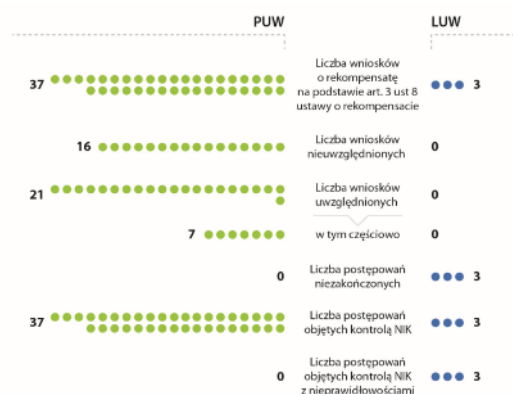 PUW LUW
37 Liczba wniosków
o rekompensatę
na podstawie art. 3 ust 8
ustawy o rekompensacie 3
16 Liczba wniosków
nieuwzględnionych 0
21 Liczba wniosków
uwzględnionych 0
7 w tym częściowo 0
0 Liczba postępowań
niezakończonych 3
37 Liczba postępowań
objętych kontrolą NIK 3
0 Liczba postępowań
objętych kontrolą NIK
z nieprawidłowościami 3